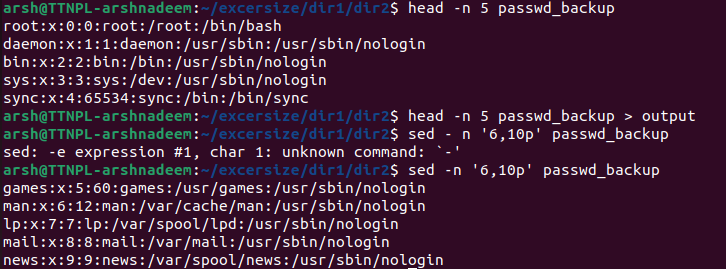 arsh@TTNPL-arshnadeem:~/excersize/dir1/dir2$ head -n 5 passwd_backup
root:x:0:0:root:/root:/bin/bash
daemon:x:1:1:daemon:/usr/sbin:/usr/sbin/nologin
bin:x:2:2:bin:/bin:/usr/sbin/nologin
sys:x:3:3:sys:/dev:/usr/sbin/nologin
sync:x:4:65534:sync:/bin:/bin/sync
arsh@TTNPL-arshnadeem:~/excersize/dir1/dir2$ head -n 5 passwd_backup > output
arsh@TTNPL-arshnadeem:~/excersize/dir1/dir2$ sed - n '6,10p' passwd_backup
sed: -e expression #1, char 1: unknown command: `-'
arsh@TTNPL-arshnadeem:~/excersize/dir1/dir2$ sed -n '6,10p' passwd_backup
games:x:5:60:games:/usr/games:/usr/sbin/nologin
man:x:6:12:man:/var/cache/man:/usr/sbin/nologin
lp:x:7:7:lp:/var/spool/lpd:/usr/sbin/nologin
mail:x:8:8:mail:/var/mail:/usr/sbin/nologin
news:x:9:9:news:/var/spool/news:/usr/sbin/nologin